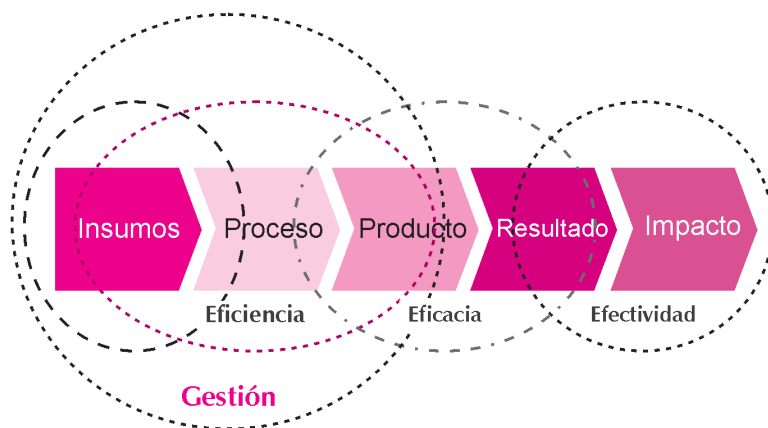 Insumos
Proceso
Producto
Resultado
Impacto
Eficiencia
Eficacia
Efectividad
Gestión